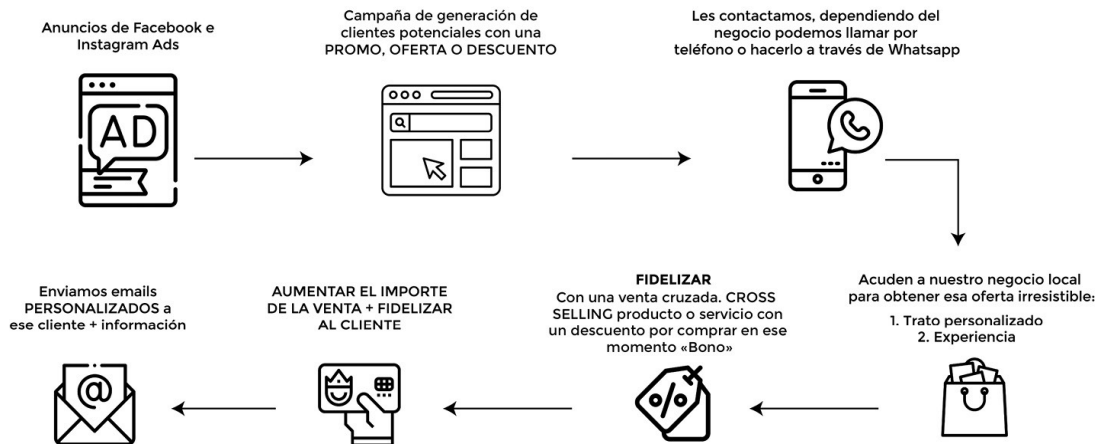 Anuncios de Facebook e
Instagram Ads
AD
Campaña de generación de
clientes potenciales con una
PROMO, OFERTA O DESCUENTO
Les contactamos, dependiendo del
negocio podemos llamar por
teléfono o hacerlo a través de Whatsapp
Acuden a nuestro negocio local
para obtener esa oferta irresistible:
1. Trato personalizado
2. Experiencia
FIDELIZAR
Con una venta cruzada. CROSS
SELLING producto o servicio con
un descuento por comprar en ese
momento «Bono»
%
AUMENTAR EL IMPORTE
DE LA VENTA + FIDELIZAR
AL CLIENTE
Enviamos emails
PERSONALIZADOS a
ese cliente + información
@